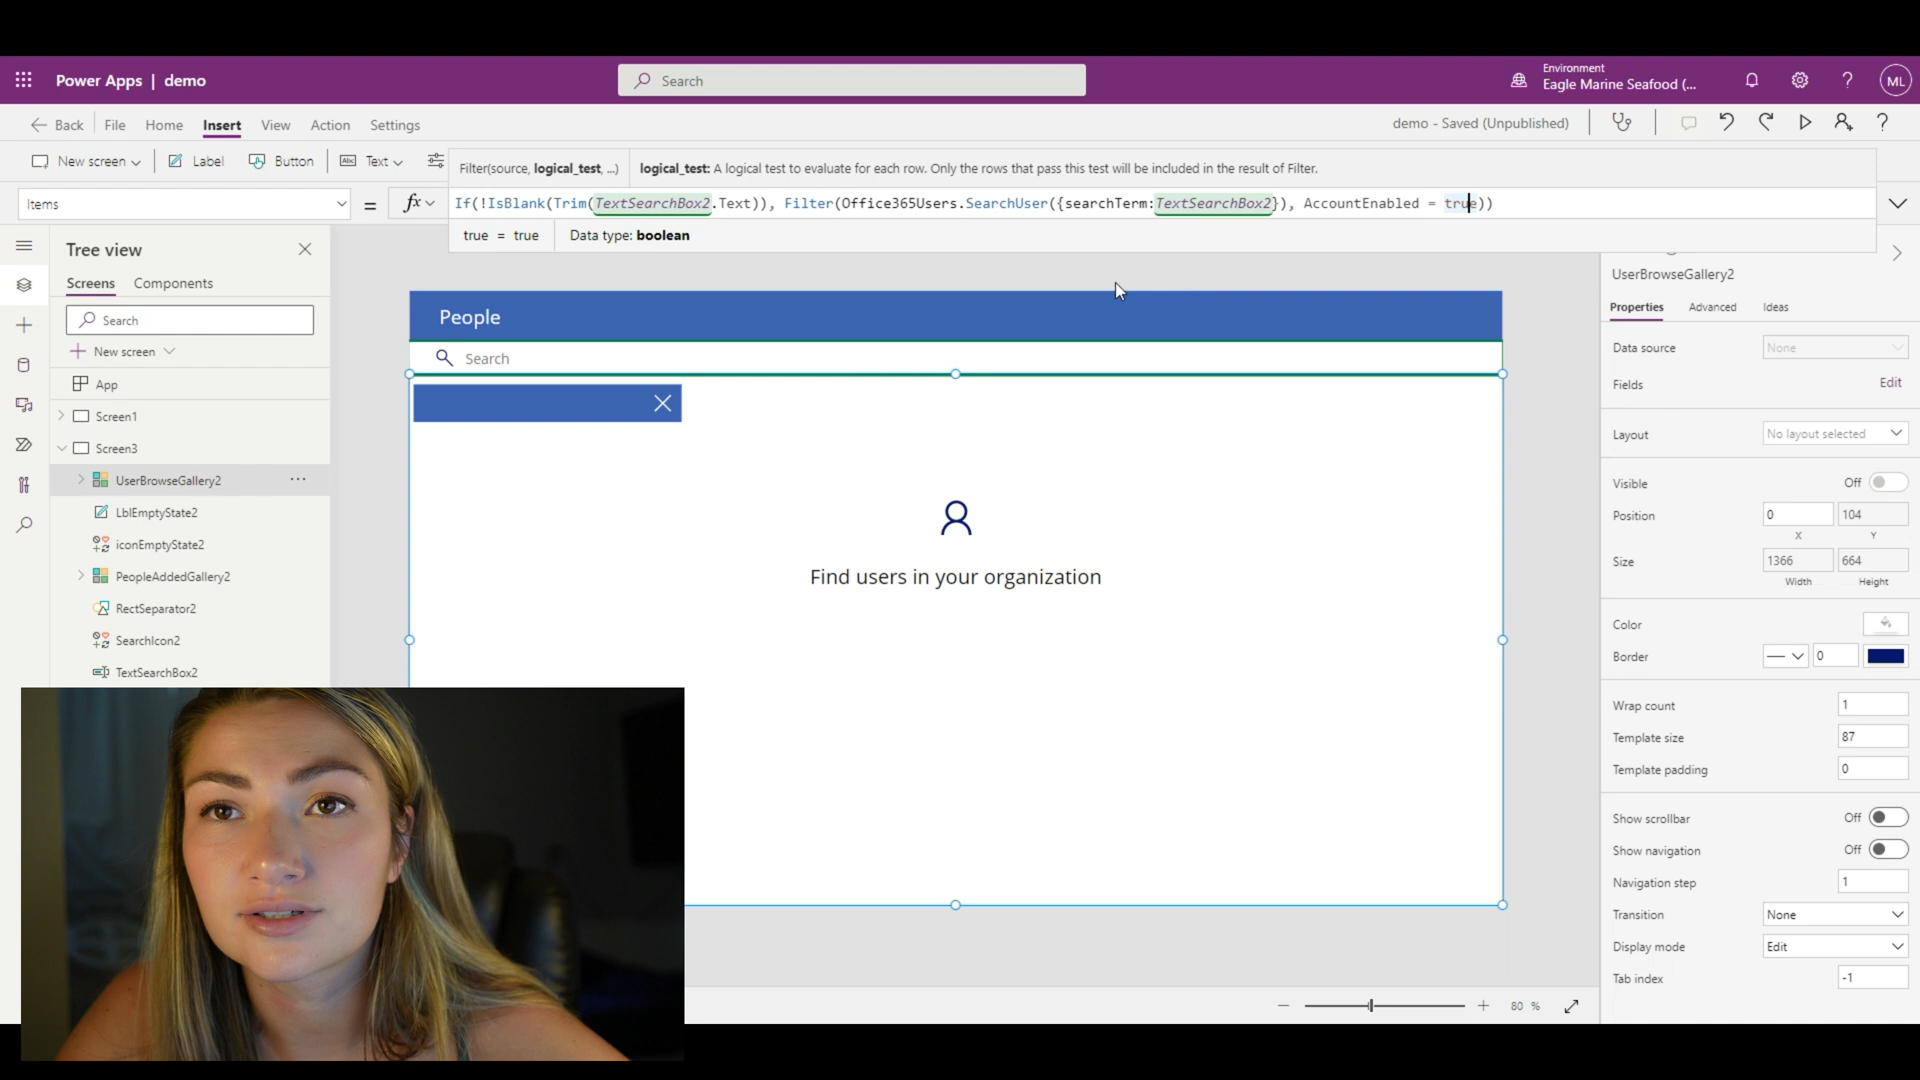 Power Apps | demo
Search
Environment
Eagle Marine Seafood (...
?
ML
Back
File
Home
Insert
View
Action
Settings
demo - Saved (Unpublished)
?
New screen
Label
Button
Abc
Text
Filter(source, logical_test, ...)
logical_test: A logical test to evaluate for each row. Only the rows that pass this test will be included in the result of Filter.
Items
=
fx
If(!IsBlank(Trim(TextSearchBox2.Text)), Filter(Office365Users.SearchUser({searchTerm:TextSearchBox2}), AccountEnabled = true))
true = true
Data type: boolean
Tree view
Screens
Components
Search
New screen
App
Screen1
Screen3
UserBrowseGallery2
...
LblEmptyState2
iconEmptyState2
PeopleAddedGallery2
RectSeparator2
SearchIcon2
TextSearchBox2
People
Search
Find users in your organization
80 %
UserBrowseGallery2
Properties
Advanced
Ideas
Data source
None
Fields
Edit
Layout
No layout selected
Visible
Off
Position
0
104
X
Y
Size
1366
664
Width
Height
Color
Border
0
Wrap count
1
Template size
87
Template padding
0
Show scrollbar
Off
Show navigation
Off
Navigation step
1
Transition
None
Display mode
Edit
Tab index
-1